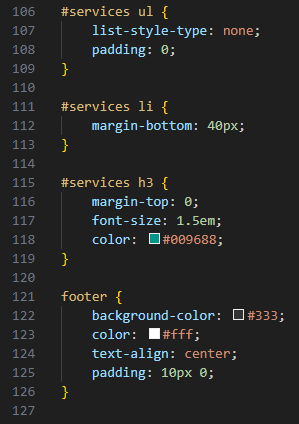 106 #services ul {
107     list-style-type: none;
108     padding: 0;
109 }
110
111 #services li {
112     margin-bottom: 40px;
113 }
114
115 #services h3 {
116     margin-top: 0;
117     font-size: 1.5em;
118     color: #009688;
119 }
120
121 footer {
122     background-color: #333;
123     color: #fff;
124     text-align: center;
125     padding: 10px 0;
126 }
127